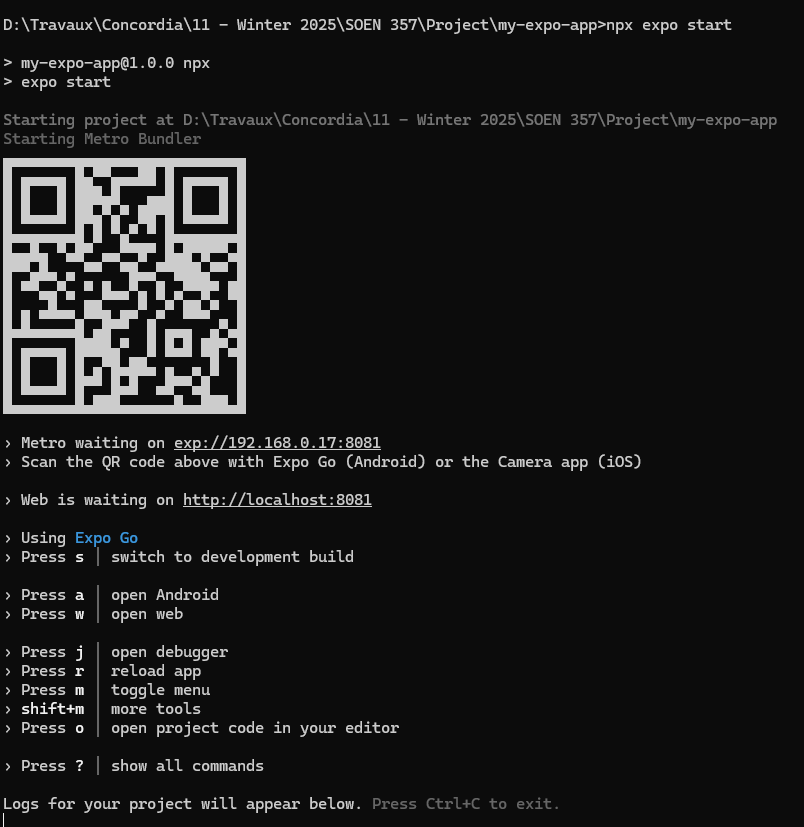 D:\Travaux\Concordia\11 - Winter 2025\SOEN 357\Project\my-expo-app>npx expo start
> my-expo-app@1.0.0 npx
> expo start
Starting project at D:\Travaux\Concordia\11 - Winter 2025\SOEN 357\Project\my-expo-app
Starting Metro Bundler
› Metro waiting on exp://192.168.0.17:8081
› Scan the QR code above with Expo Go (Android) or the Camera app (iOS)
› Web is waiting on http://localhost:8081
› Using Expo Go
› Press s │ switch to development build
› Press a │ open Android
› Press w │ open web
› Press j │ open debugger
› Press r │ reload app
› Press m │ toggle menu
› shift+m │ more tools
› Press o │ open project code in your editor
› Press ? │ show all commands
Logs for your project will appear below. Press Ctrl+C to exit.